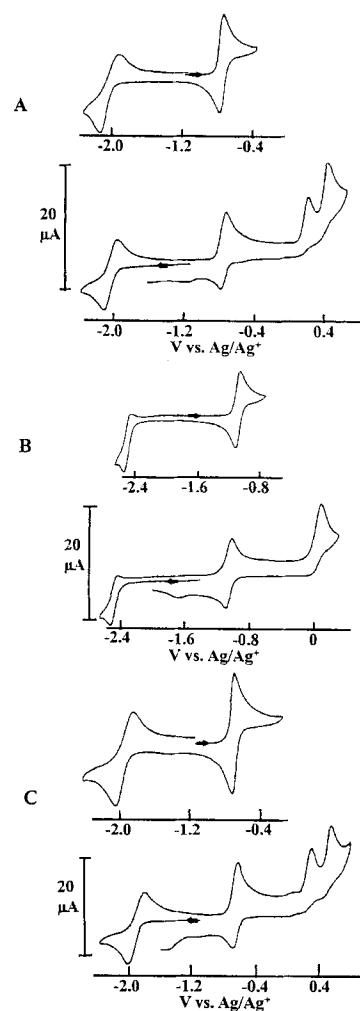 A
-2.0 -1.2 -0.4
20
µA
-2.0 -1.2 -0.4 0.4
V vs. Ag/Ag⁺
B
-2.4 -1.6 -0.8
20
µA
-2.4 -1.6 -0.8 0
V vs. Ag/Ag⁺
C
-2.0 -1.2 -0.4
20
µA
-2.0 -1.2 -0.4 0.4
V vs. Ag/Ag⁺